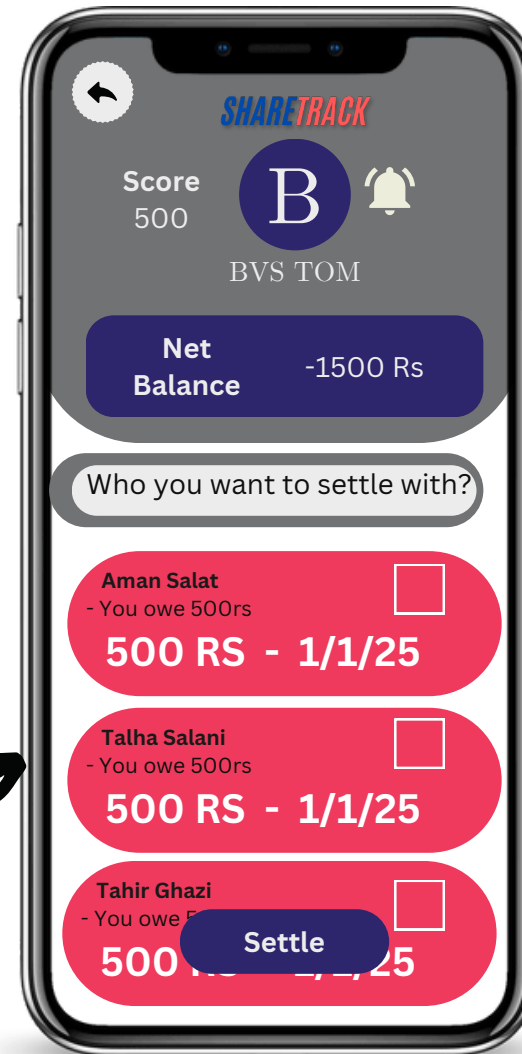 SHARETRACK
Score
500
B
BVS TOM
Net
Balance
-1500 Rs
Who you want to settle with?
Aman Salat
- You owe 500rs
500 RS - 1/1/25
Talha Salani
- You owe 500rs
500 RS - 1/1/25
Tahir Ghazi
- You owe
Settle
500